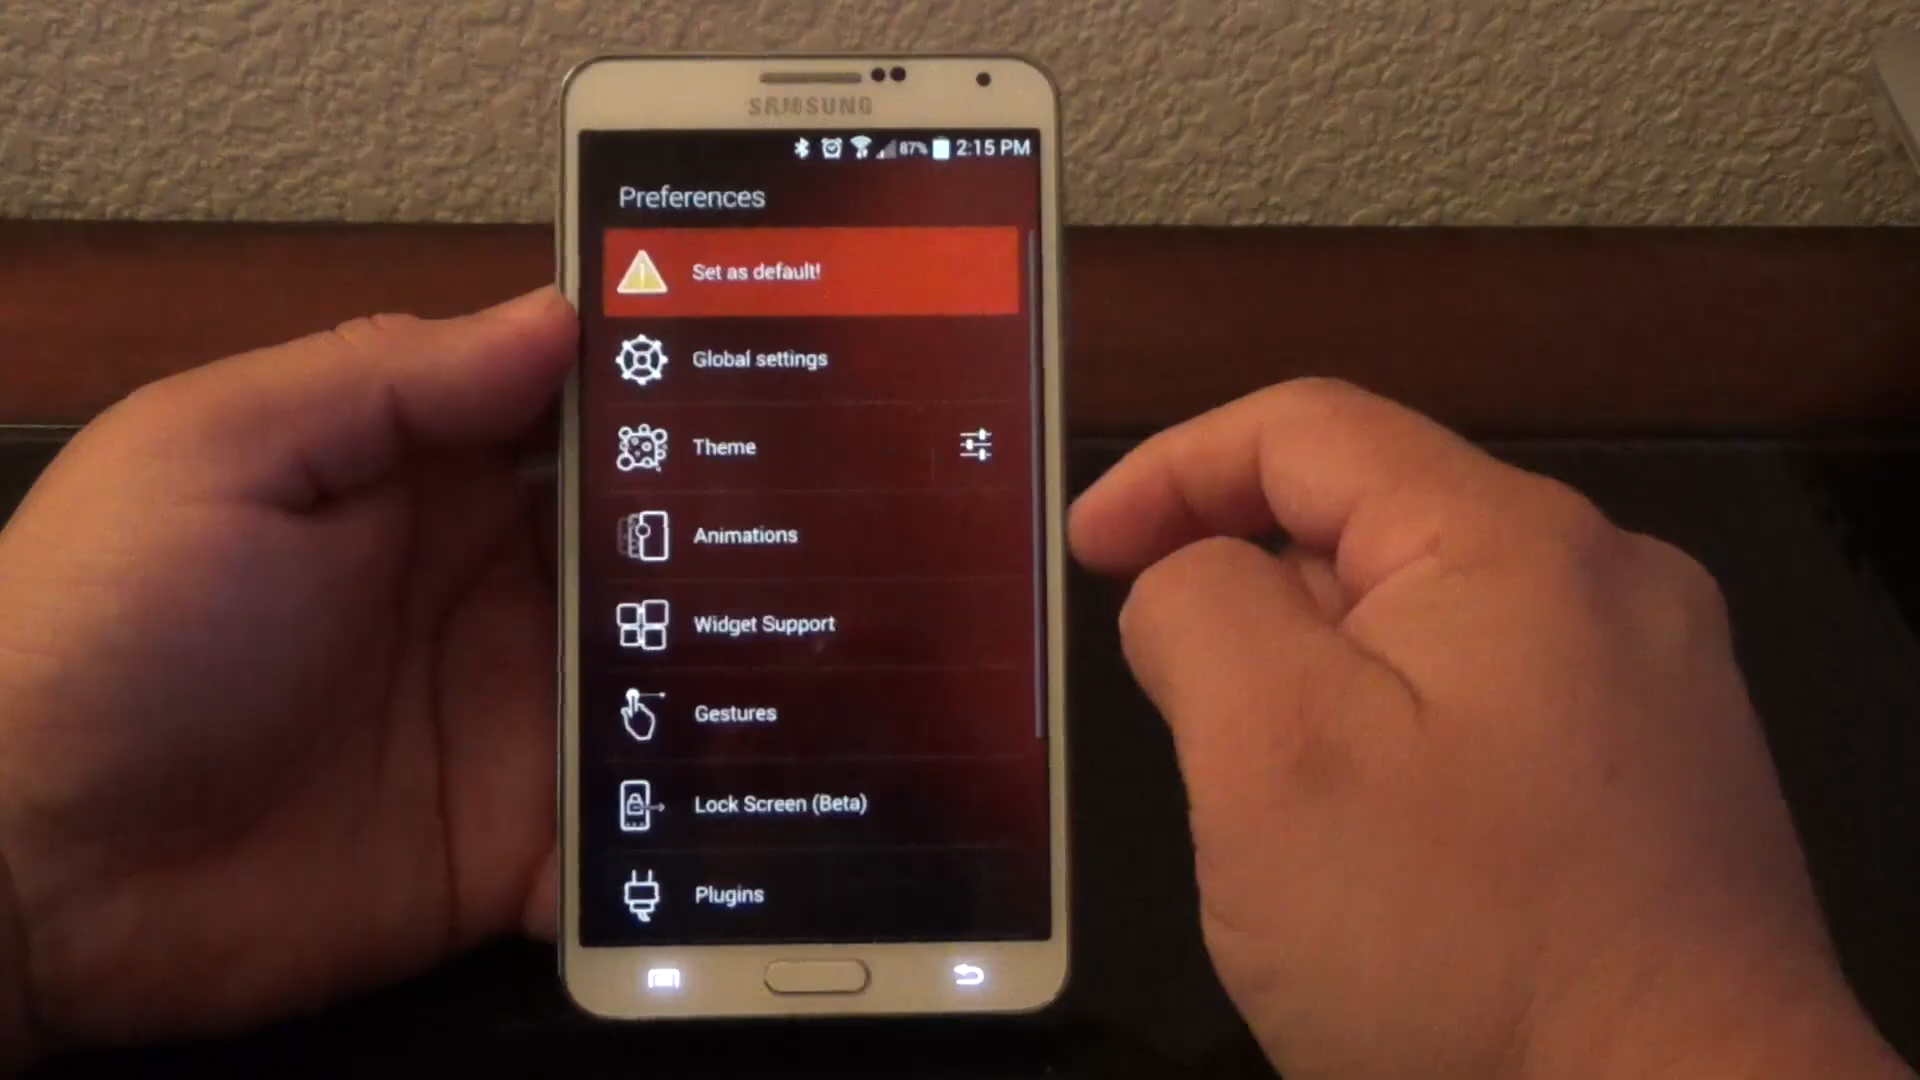 SAMSUNG
87% 2:15 PM
Preferences
Set as default!
Global settings
Theme
Animations
Widget Support
Gestures
Lock Screen (Beta)
Plugins